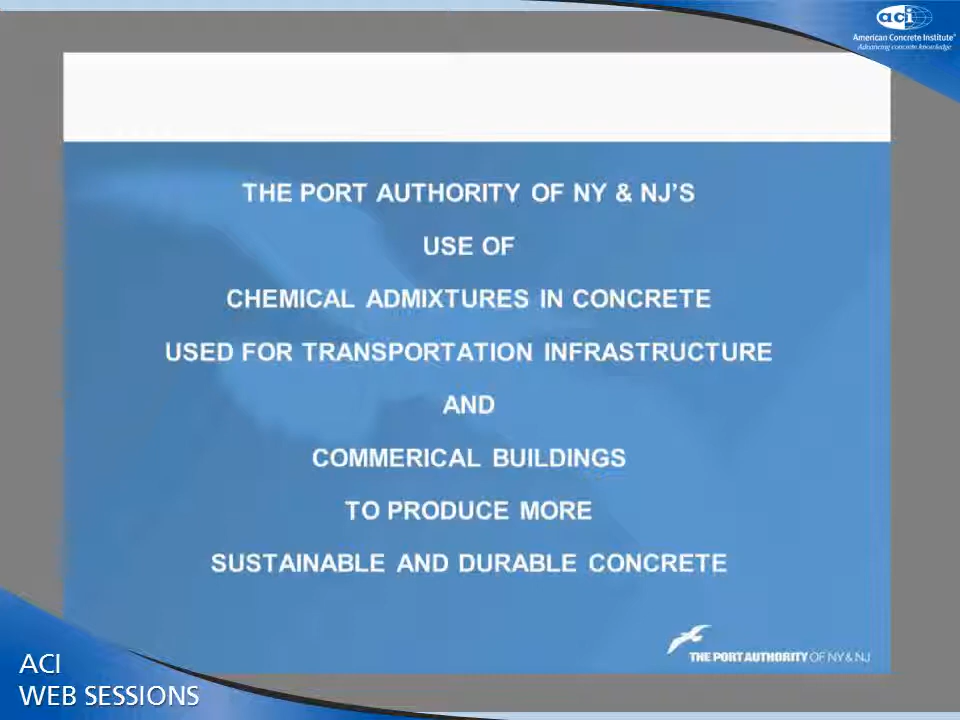 aci
American Concrete Institute®
Advancing concrete knowledge
THE PORT AUTHORITY OF NY & NJ'S
USE OF
CHEMICAL ADMIXTURES IN CONCRETE
USED FOR TRANSPORTATION INFRASTRUCTURE
AND
COMMERICAL BUILDINGS
TO PRODUCE MORE
SUSTAINABLE AND DURABLE CONCRETE
THE PORT AUTHORITY OF NY & NJ
ACI
WEB SESSIONS